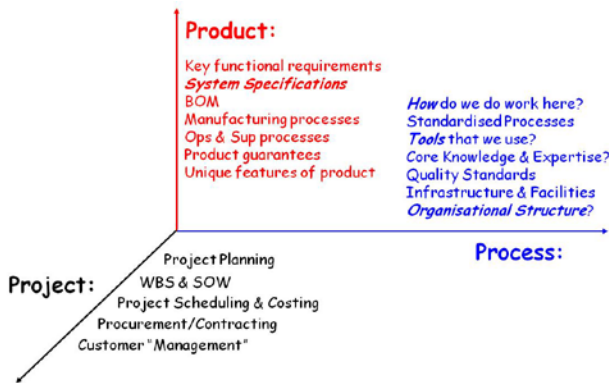 Product:
Key functional requirements
System Specifications
BOM
Manufacturing processes
Ops & Sup processes
Product guarantees
Unique features of product
How do we do work here?
Standardised Processes
Tools that we use?
Core Knowledge & Expertise?
Quality Standards
Infrastructure & Facilities
Organisational Structure?
Process:
Project:
Project Planning
WBS & SOW
Project Scheduling & Costing
Procurement/Contracting
Customer "Management"